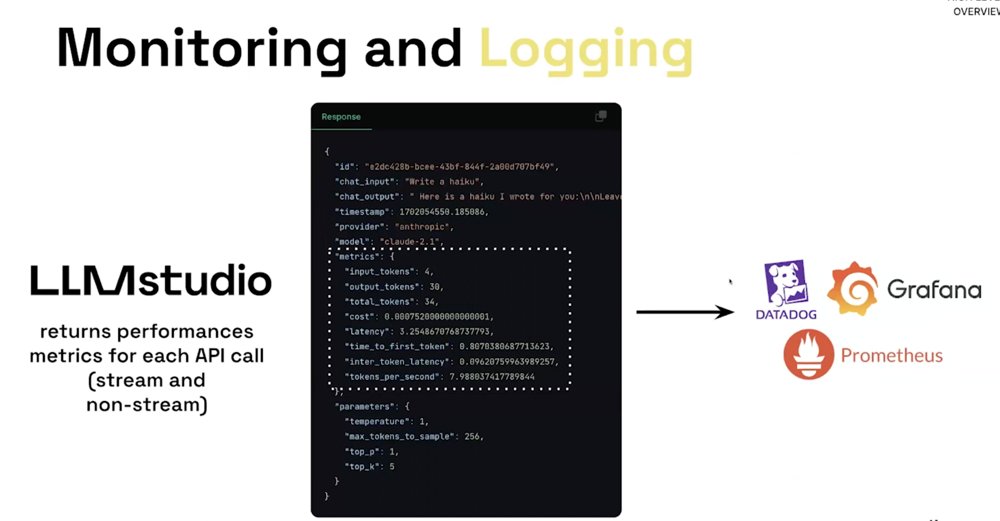 OVERVIEW
Monitoring and Logging
Response
{
"id": "e2dc428b-bcee-43bf-844f-2a00d707bf49",
"chat_input": "Write a haiku",
"chat_output": " Here is a haiku I wrote for you:\n\nLeave
"timestamp": 1702054550.185086,
"provider": "anthropic",
"model": "claude-2.1",
"metrics": {
"input_tokens": 4,
"output_tokens": 30,
"total_tokens": 34,
"cost": 0.0007520000000000001,
"latency": 3.2548670768737793,
"time_to_first_token": 0.8070380687713623,
"inter_token_latency": 0.09620759963989257,
"tokens_per_second": 7.988037417789844
},
"parameters": {
"temperature": 1,
"max_tokens_to_sample": 256,
"top_p": 1,
"top_k": 5
}
}
LLMstudio
returns performances
metrics for each API call
(stream and
non-stream)
DATADOG
Grafana
Prometheus